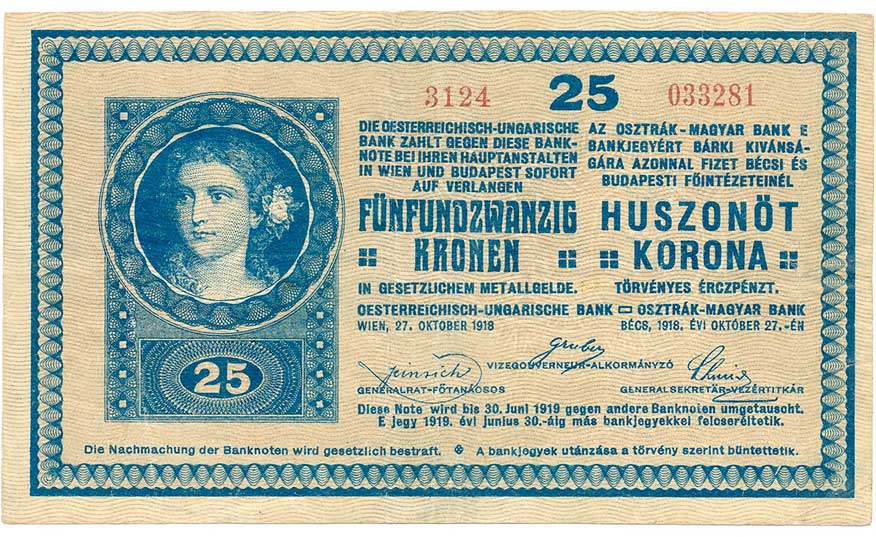 3124 25 033281
DIE OESTERREICHISCH-UNGARISCHE
BANK ZAHLT GEGEN DIESE BANK-
NOTE BEI IHREN HAUPTANSTALTEN
IN WIEN UND BUDAPEST SOFORT
AUF VERLANGEN
FÜNFUNDZWANZIG
KRONEN
IN GESETZLICHEM METALLGELDE.
OESTERREICHISCH-UNGARISCHE BANK
WIEN, 27. OKTOBER 1918
AZ OSZTRÁK-MAGYAR BANK E
BANKJEGYÉRT BÁRKI KIVÁNSÁ-
GÁRA AZONNAL FIZET BÉCSI ÉS
BUDAPESTI FŐINTÉZETEINÉL
HUSZONÖT
KORONA
TÖRVÉNYES ÉRCZPÉNZT.
OSZTRÁK-MAGYAR BANK
BÉCS, 1918. ÉVI OKTOBER 27.-ÉN
Gruber
VIZEGOUVERNEUR-ALKORMÁNYZÓ
GENERALRAT-FŐTANÁCSOS
GENERALSEKRETÄR-VEZÉRTITKÁR
25
Diese Note wird bis 30. Juni 1919 gegen andere Banknoten umgetauscht.
E jegy 1919. évi junius 30.-áig más bankjegyekkel felcseréltetik.
Die Nachmachung der Banknoten wird gesetzlich bestraft. A bankjegyek utánzása a törvény szerint büntettetik.